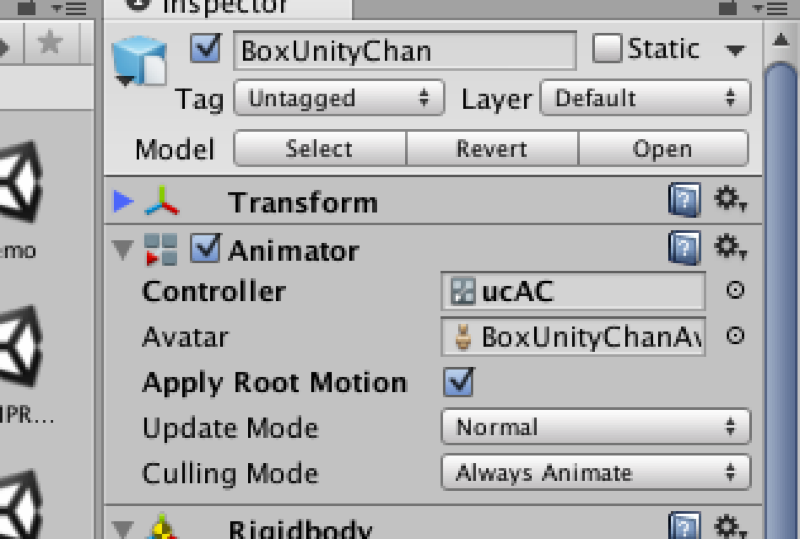 Inspector
BoxUnityChan Static
Tag Untagged Layer Default
Model Select Revert Open
Transform
Animator
Controller ucAC
Avatar BoxUnityChanAv
Apply Root Motion
Update Mode Normal
Culling Mode Always Animate
Rigidbody
emo
IPR...